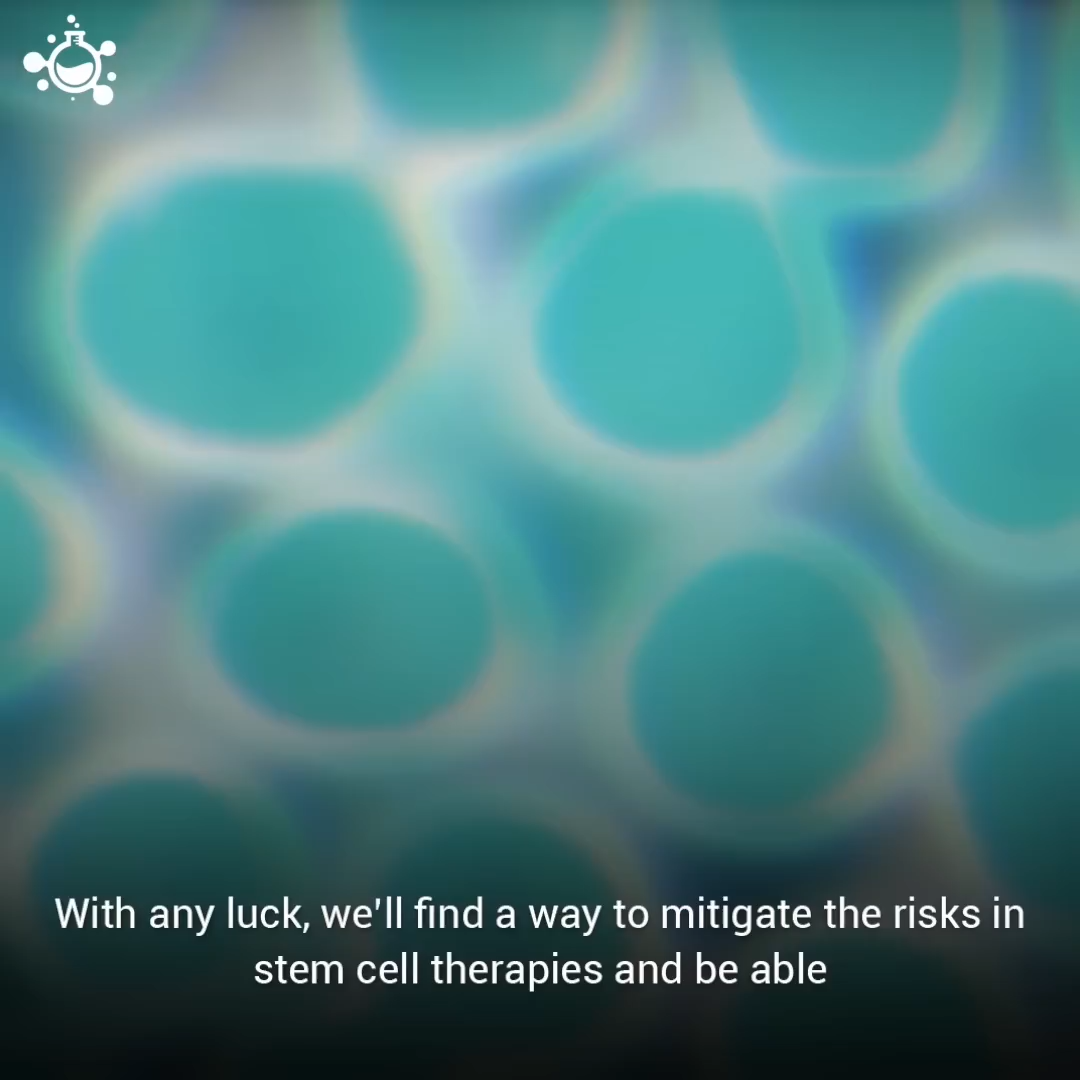 With any luck, we'll find a way to mitigate the risks in
stem cell therapies and be able